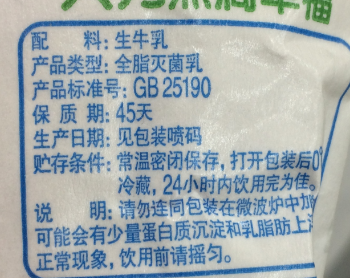 配 料:生牛乳
产品类型:全脂灭菌乳
产品标准号:GB 25190
保 质 期:45天
生产日期:见包装喷码
贮存条件:常温密闭保存,打开包装后0°
冷藏,24小时内饮用完为佳。
说 明:请勿连同包装在微波炉中加
可能会有少量蛋白质沉淀和乳脂肪上
正常现象,饮用前请摇匀。